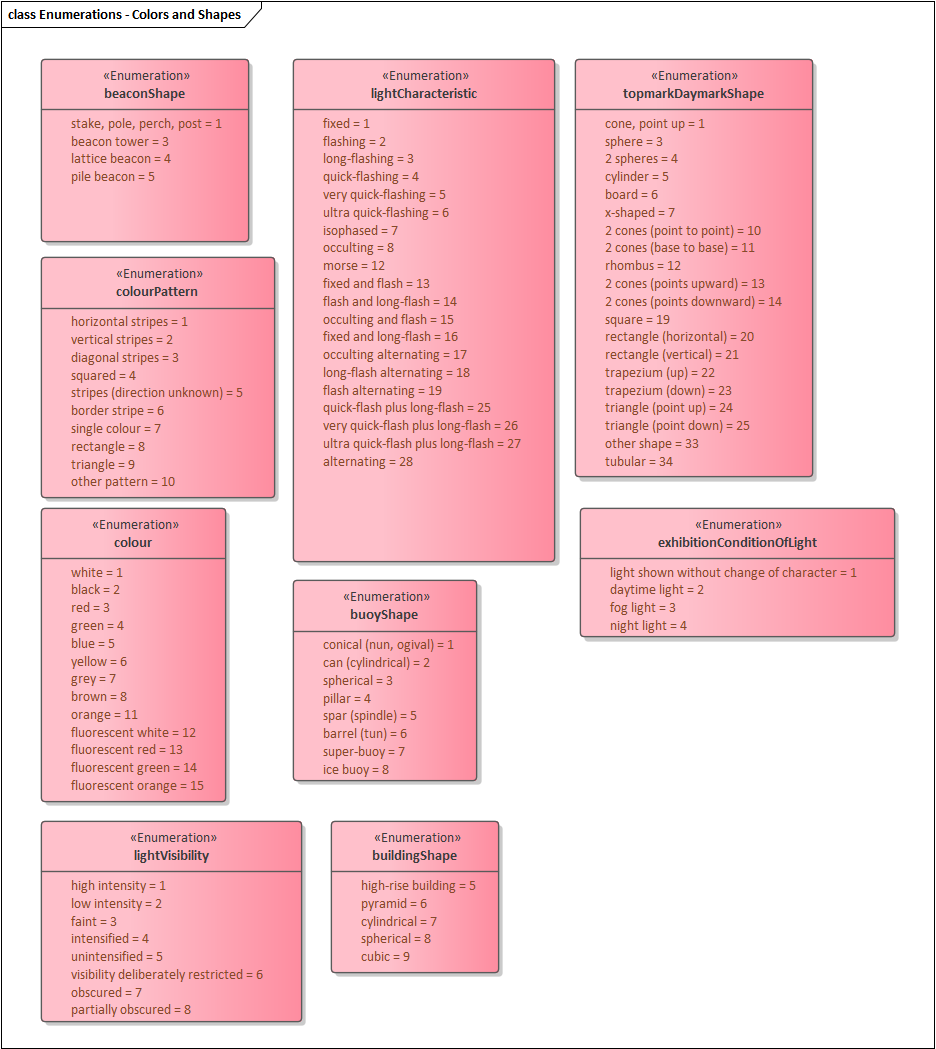 class Enumerations - Colors and Shapes
«Enumeration»
beaconShape
stake, pole, perch, post = 1
beacon tower = 3
lattice beacon = 4
pile beacon = 5
«Enumeration»
lightCharacteristic
fixed = 1
flashing = 2
long-flashing = 3
quick-flashing = 4
very quick-flashing = 5
ultra quick-flashing = 6
isophased = 7
occulting = 8
morse = 12
fixed and flash = 13
flash and long-flash = 14
occulting and flash = 15
fixed and long-flash = 16
occulting alternating = 17
long-flash alternating = 18
flash alternating = 19
quick-flash plus long-flash = 25
very quick-flash plus long-flash = 26
ultra quick-flash plus long-flash = 27
alternating = 28
«Enumeration»
topmarkDaymarkShape
cone, point up = 1
sphere = 3
2 spheres = 4
cylinder = 5
board = 6
x-shaped = 7
2 cones (point to point) = 10
2 cones (base to base) = 11
rhombus = 12
2 cones (points upward) = 13
2 cones (points downward) = 14
square = 19
rectangle (horizontal) = 20
rectangle (vertical) = 21
trapezium (up) = 22
trapezium (down) = 23
triangle (point up) = 24
triangle (point down) = 25
other shape = 33
tubular = 34
«Enumeration»
colourPattern
horizontal stripes = 1
vertical stripes = 2
diagonal stripes = 3
squared = 4
stripes (direction unknown) = 5
border stripe = 6
single colour = 7
rectangle = 8
triangle = 9
other pattern = 10
«Enumeration»
colour
white = 1
black = 2
red = 3
green = 4
blue = 5
yellow = 6
grey = 7
brown = 8
orange = 11
fluorescent white = 12
fluorescent red = 13
fluorescent green = 14
fluorescent orange = 15
«Enumeration»
buoyShape
conical (nun, ogival) = 1
can (cylindrical) = 2
spherical = 3
pillar = 4
spar (spindle) = 5
barrel (tun) = 6
super-buoy = 7
ice buoy = 8
«Enumeration»
exhibitionConditionOfLight
light shown without change of character = 1
daytime light = 2
fog light = 3
night light = 4
«Enumeration»
lightVisibility
high intensity = 1
low intensity = 2
faint = 3
intensified = 4
unintensified = 5
visibility deliberately restricted = 6
obscured = 7
partially obscured = 8
«Enumeration»
buildingShape
high-rise building = 5
pyramid = 6
cylindrical = 7
spherical = 8
cubic = 9